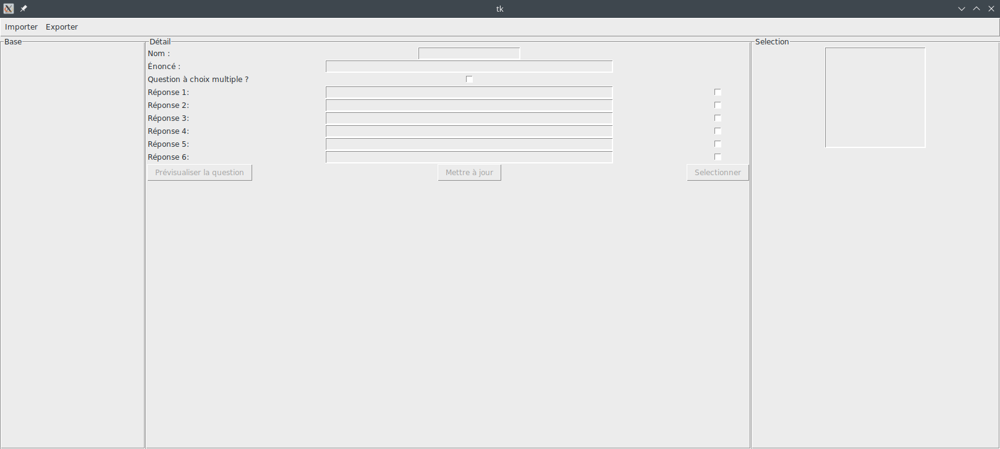 tk
Importer Exporter
Base
Détail
Selection
Nom :
Énoncé :
Question à choix multiple ?
Réponse 1:
Réponse 2:
Réponse 3:
Réponse 4:
Réponse 5:
Réponse 6:
Prévisualiser la question Mettre à jour Selectionner